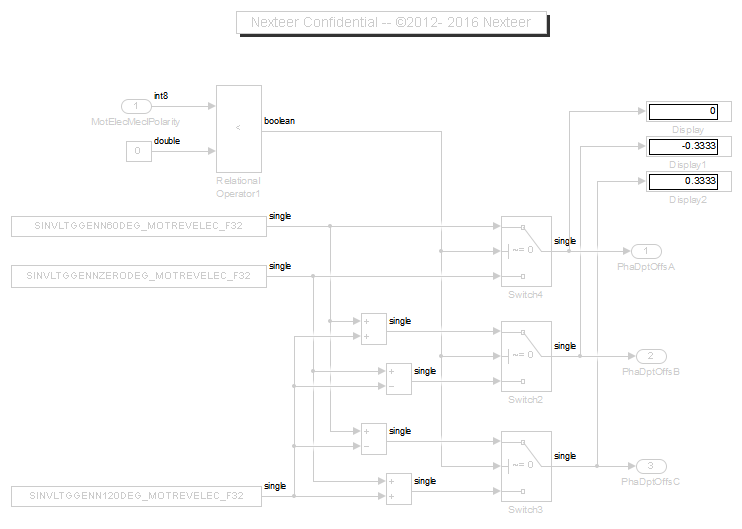 Nexteer Confidential -- ©2012- 2016 Nexteer
int8
1
MotElecMeclPolarity
double
0
<
boolean
Relational
Operator1
0
Display
-0.3333
Display1
0.3333
Display2
SINVLTGGENN60DEG_MOTREVELEC_F32
single
SINVLTGGENNZERODEG_MOTREVELEC_F32
single
~= 0
single
Switch4
1
PhaDptOffsA
+
+
single
+
−
single
~= 0
single
Switch2
2
PhaDptOffsB
+
−
single
+
+
single
~= 0
single
Switch3
3
PhaDptOffsC
SINVLTGGENN120DEG_MOTREVELEC_F32
single